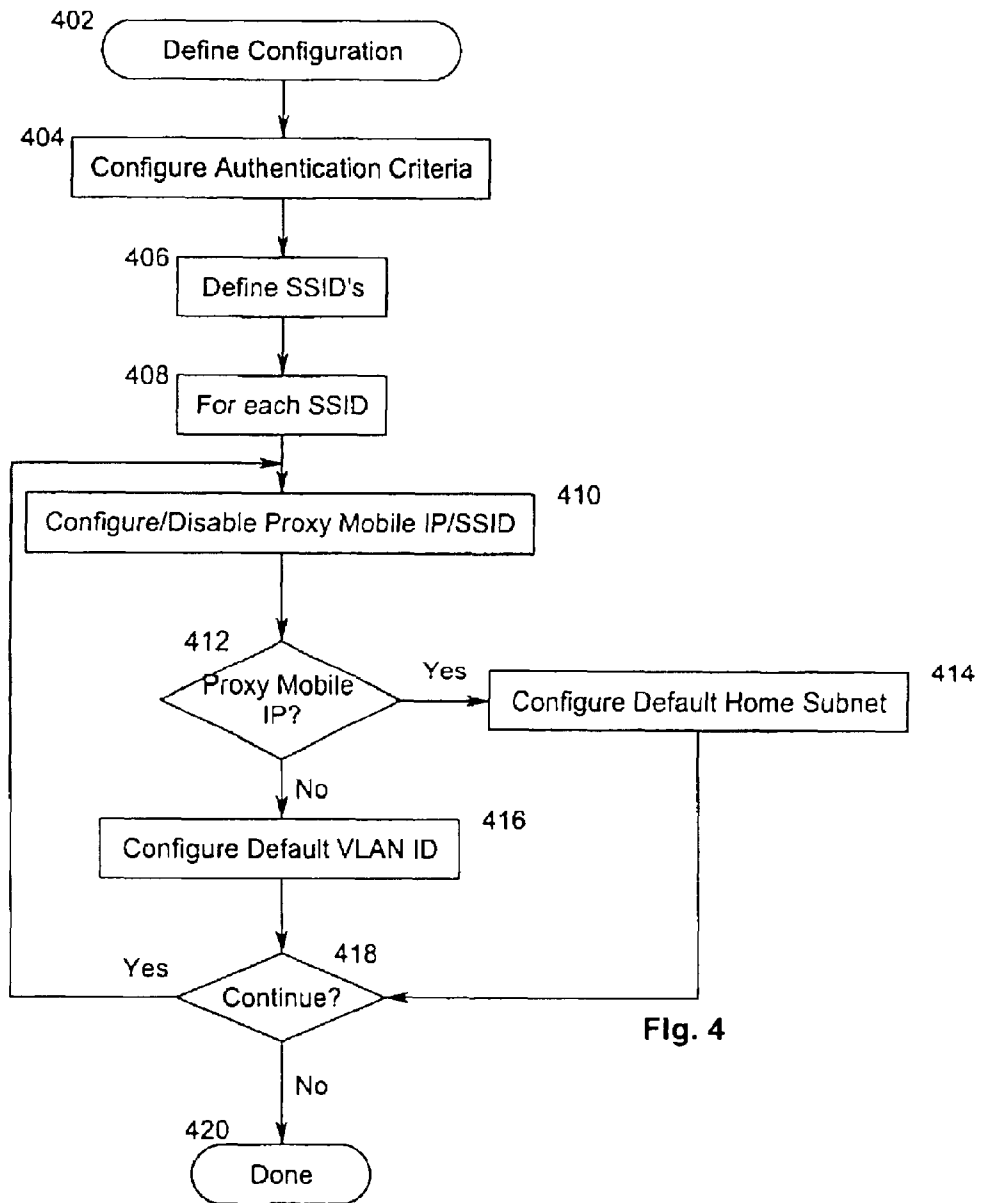 402
Define Configuration
404
Configure Authentication Criteria
406
Define SSID's
408
For each SSID
410
Configure/Disable Proxy Mobile IP/SSID
412
Proxy Mobile
IP?
Yes
414
Configure Default Home Subnet
No
416
Configure Default VLAN ID
418
Yes
Continue?
Fig. 4
No
420
Done